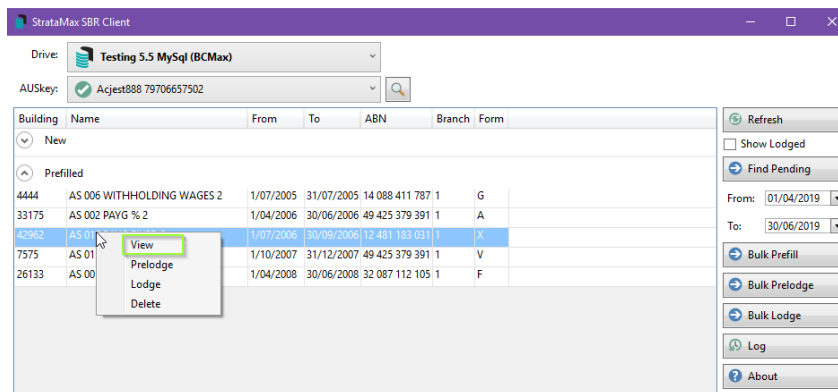 StrataMax SBR Client
Drive: Testing 5.5 MySql (BCMax)
AUSkey: Acjest888 79706657502
Building Name From To ABN Branch Form
New
Prefilled
4444 AS 006 WITHHOLDING WAGES 2 1/07/2005 31/07/2005 14 088 411 787 1 G
33175 AS 002 PAYG % 2 1/04/2006 30/06/2006 49 425 379 391 1 A
42962 AS 01 1/07/2006 30/09/2006 12 481 183 031 1 X
7575 AS 01 1/10/2007 31/12/2007 49 425 379 391 1 V
26133 AS 00 1/04/2008 30/06/2008 32 087 112 105 1 F
View
Prelodge
Lodge
Delete
Refresh
Show Lodged
Find Pending
From: 01/04/2019
To: 30/06/2019
Bulk Prefill
Bulk Prelodge
Bulk Lodge
Log
About